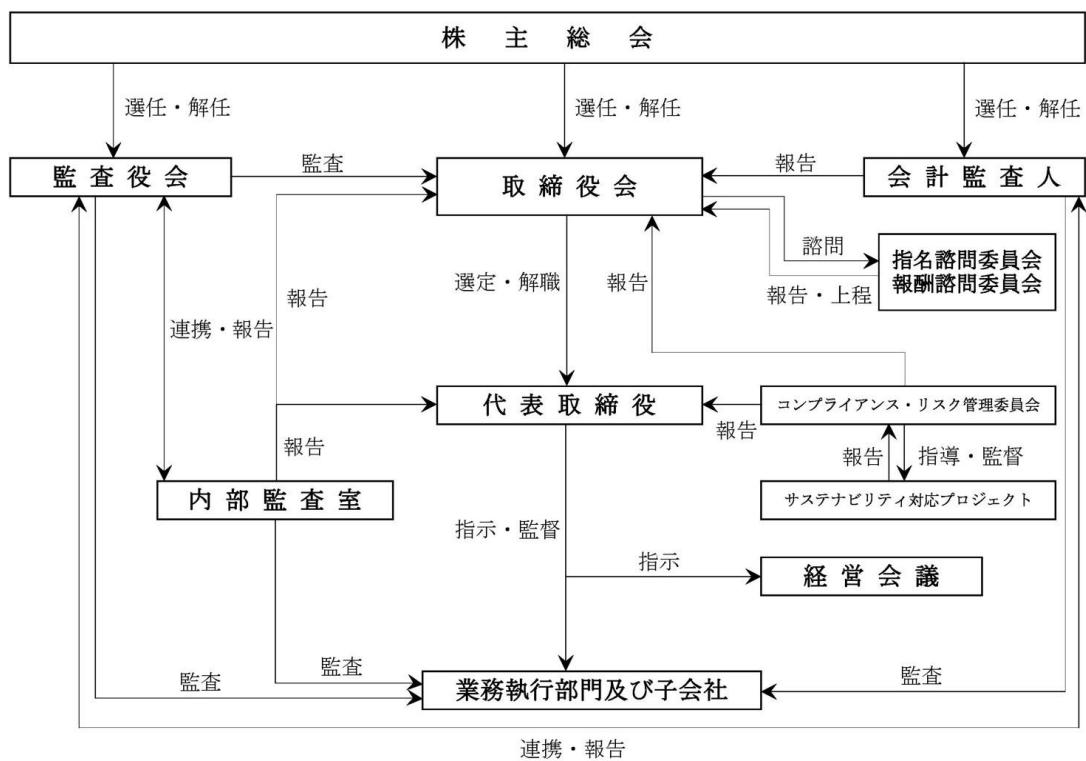 株主総会
選任・解任
選任・解任
選任・解任
監査役会
監査
取締役会
報告
会計監査人
諮問
指名諮問委員会
報酬諮問委員会
報告・上程
連携・報告
報告
選定・解職
報告
代表取締役
報告
コンプライアンス・リスク管理委員会
報告
報告
指導・監督
内部監査室
サステナビリティ対応プロジェクト
指示・監督
指示
経営会議
監査
監査
業務執行部門及び子会社
監査
連携・報告